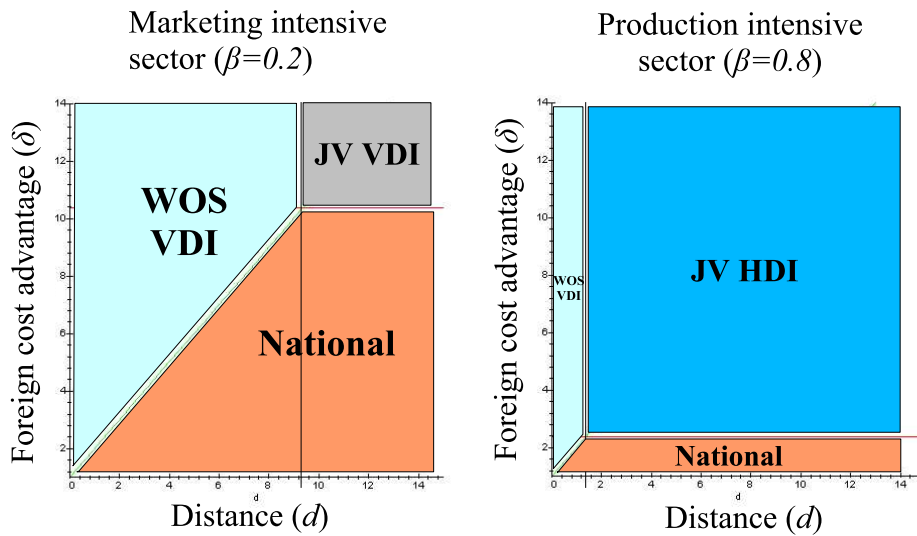 Marketing intensive
sector (β=0.2)
Foreign cost advantage (δ)
14
12
10
8
6
4
2
WOS
VDI
JV VDI
National
0 2 4 6 8 10 12 14
d
Distance (d)
Production intensive
sector (β=0.8)
Foreign cost advantage (δ)
14
12
10
8
6
4
2
WOS
VDI
JV HDI
National
0 2 4 6 8 10 12 14
d
Distance (d)